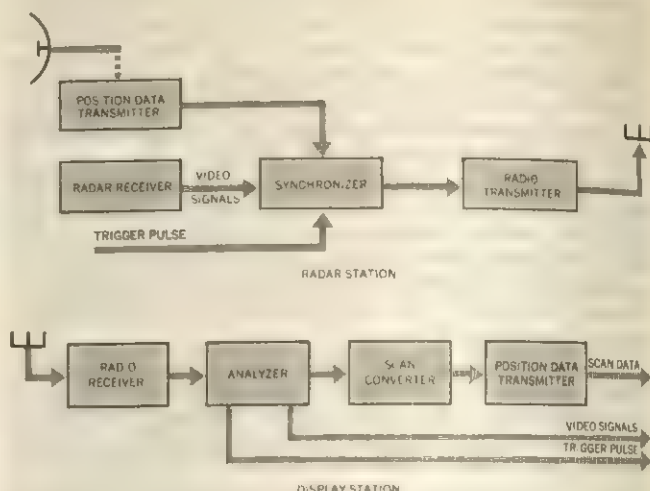 POSITION DATA
TRANSMITTER
RADAR RECEIVER
VIDEO
SIGNALS
SYNCHRONIZER
RADIO
TRANSMITTER
TRIGGER PULSE
RADAR STATION
RADIO
RECEIVER
ANALYZER
SCAN
CONVERTER
POSITION DATA
TRANSMITTER
SCAN DATA
VIDEO SIGNALS
TRIGGER PULSE
DISPLAY STATION